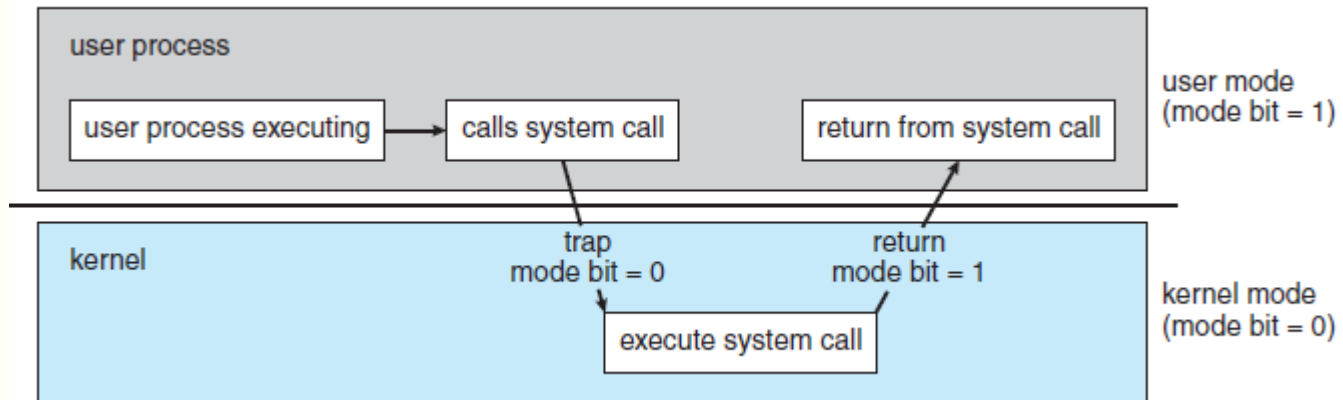 user process
user process executing
calls system call
return from system call
user mode
(mode bit = 1)
kernel
trap
mode bit = 0
return
mode bit = 1
execute system call
kernel mode
(mode bit = 0)